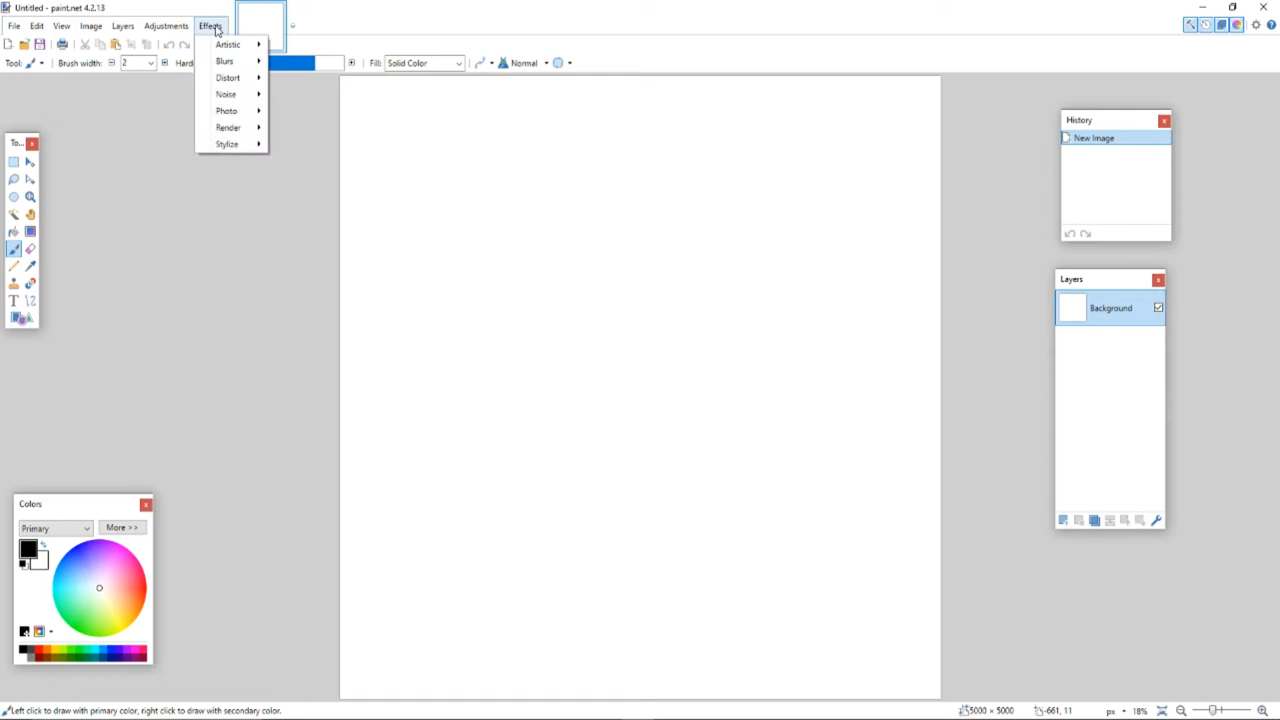 Untitled - paint.net 4.2.13
File Edit View Image Layers Adjustments Effects
Tool: Brush width: 2 Fill: Solid Color Normal
Artistic
Blurs
Distort
Noise
Photo
Render
Stylize
History
New Image
Layers
Background
Colors
Primary More >>
Left click to draw with primary color, right click to draw with secondary color. 5000 × 5000 -661, 11 px 18%